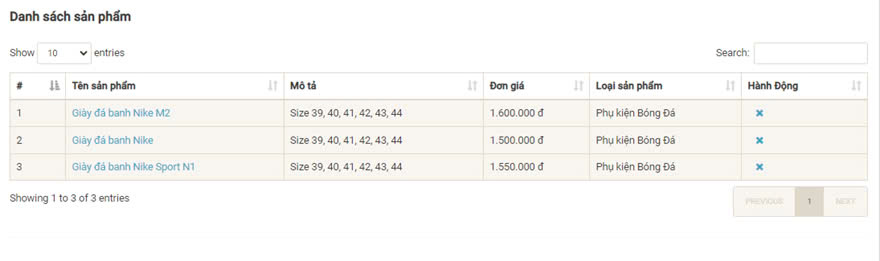 Danh sách sản phẩm
Show 10 entries Search:
# Tên sản phẩm Mô tả Đơn giá Loại sản phẩm Hành Động
1 Giày đá banh Nike M2 Size 39, 40, 41, 42, 43, 44 1.600.000 đ Phụ kiện Bóng Đá
2 Giày đá banh Nike Size 39, 40, 41, 42, 43, 44 1.500.000 đ Phụ kiện Bóng Đá
3 Giày đá banh Nike Sport N1 Size 39, 40, 41, 42, 43, 44 1.550.000 đ Phụ kiện Bóng Đá
Showing 1 to 3 of 3 entries PREVIOUS 1 NEXT